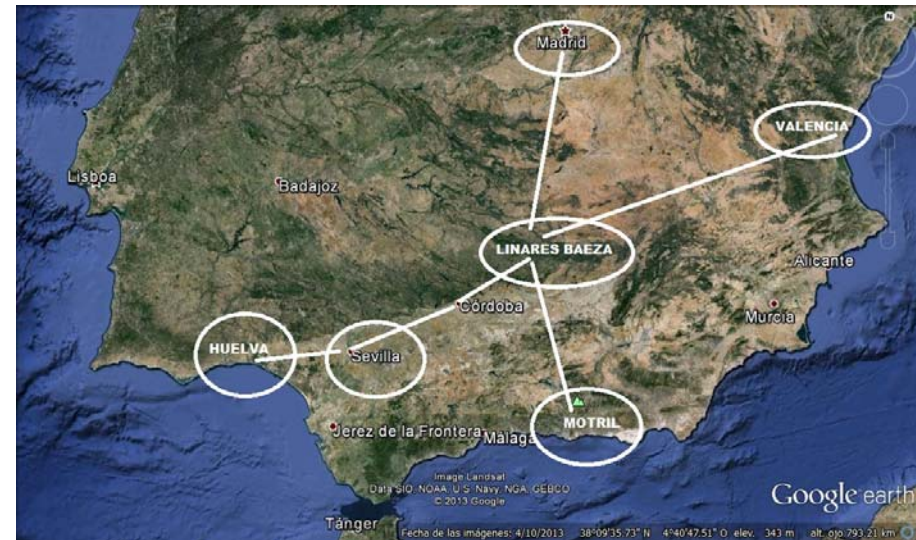 N
Madrid
VALENCIA
Lisboa
Badajoz
LINARES BAEZA
Alicante
Córdoba
Murcia
HUELVA
Sevilla
MOTRIL
Jerez de la Frontera
Málaga
Image Landsat
Data SIO, NOAA, U.S. Navy, NGA, GEBCO
© 2013 Google
Google earth
Tánger
Fecha de las imágenes: 4/10/2013 38°09'35.73" N 4°40'47.51" O elev. 343 m alt. ojo 793.21 km